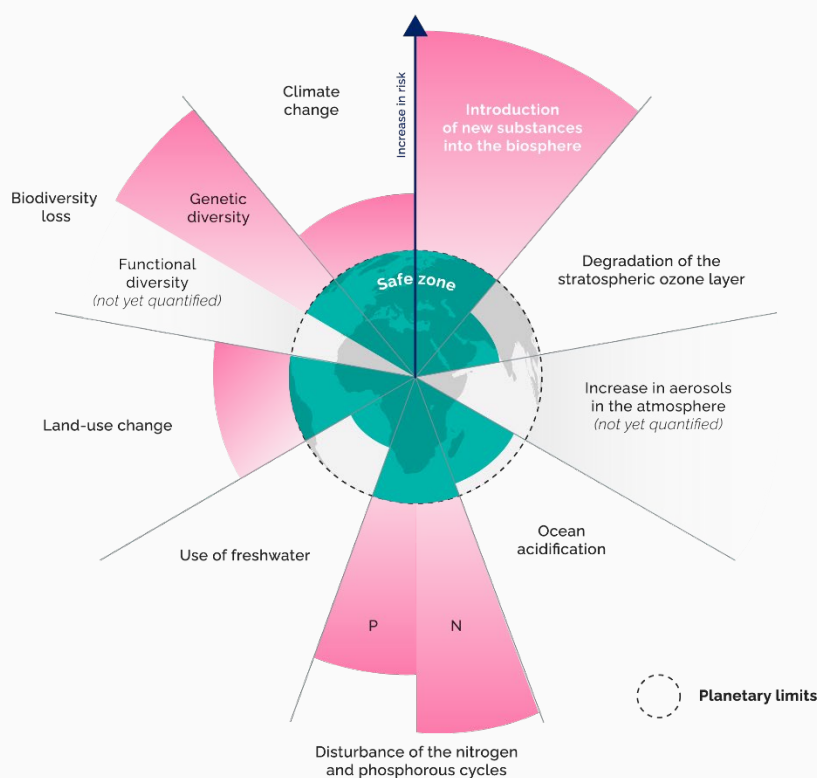 Climate
change
Increase in risk
Introduction
of new substances
into the biosphere
Biodiversity
loss
Genetic
diversity
Functional
diversity
(not yet quantified)
Safe zone
Degradation of the
stratospheric ozone layer
Increase in aerosols
in the atmosphere
(not yet quantified)
Land-use change
Use of freshwater
Ocean
acidification
P
N
Planetary limits
Disturbance of the nitrogen
and phosphorous cycles